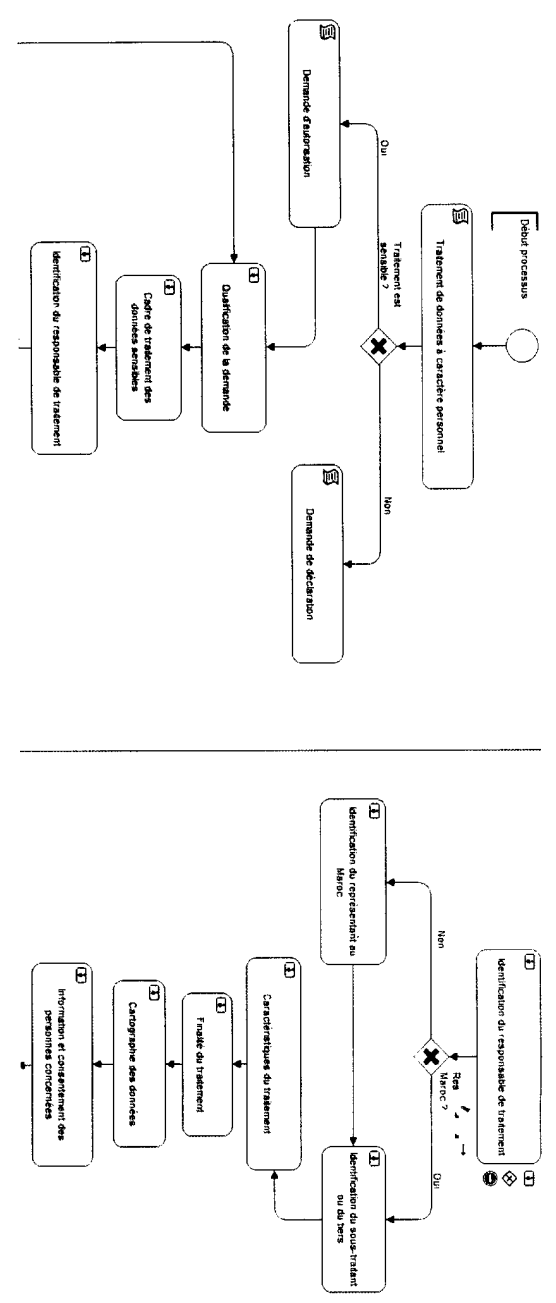 Début processus
Traitement de données à caractère personnel
Traitement est
sensible ?
Oui
Non
Demande d'autorisation
Demande de déclaration
Qualification de la demande
Cadre de traitement des
données sensibles
Identification du responsable de traitement
Identification du responsable de traitement
Res
Maroc ?
Non
Oui
Identification du représentant au
Maroc
Identification du sous-traitant
ou du tiers
Caractéristiques du traitement
Finalité du traitement
Cartographie des données
Information et consentement des
personnes concernées